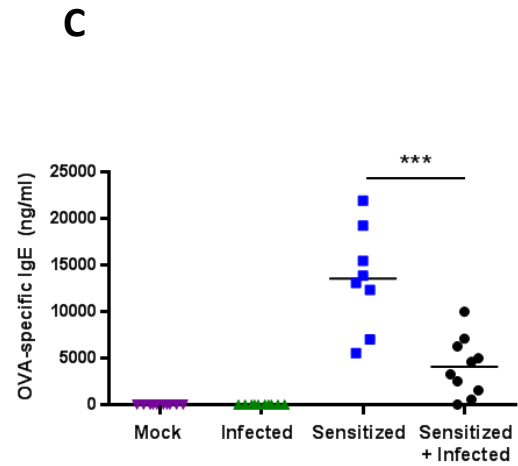 C
***
OVA-specific IgE (ng/ml)
25000
20000
15000
10000
5000
0
Mock
Infected
Sensitized
Sensitized
+ Infected